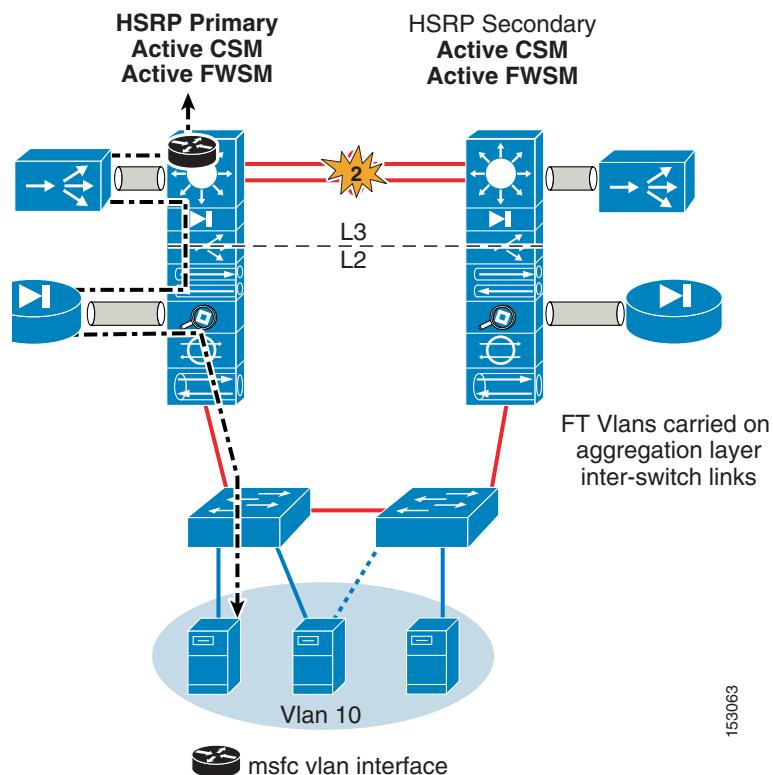 HSRP Primary
Active CSM
Active FWSM
HSRP Secondary
Active CSM
Active FWSM
2
L3
L2
FT Vlans carried on
aggregation layer
inter-switch links
Vlan 10
153063
msfc vlan interface